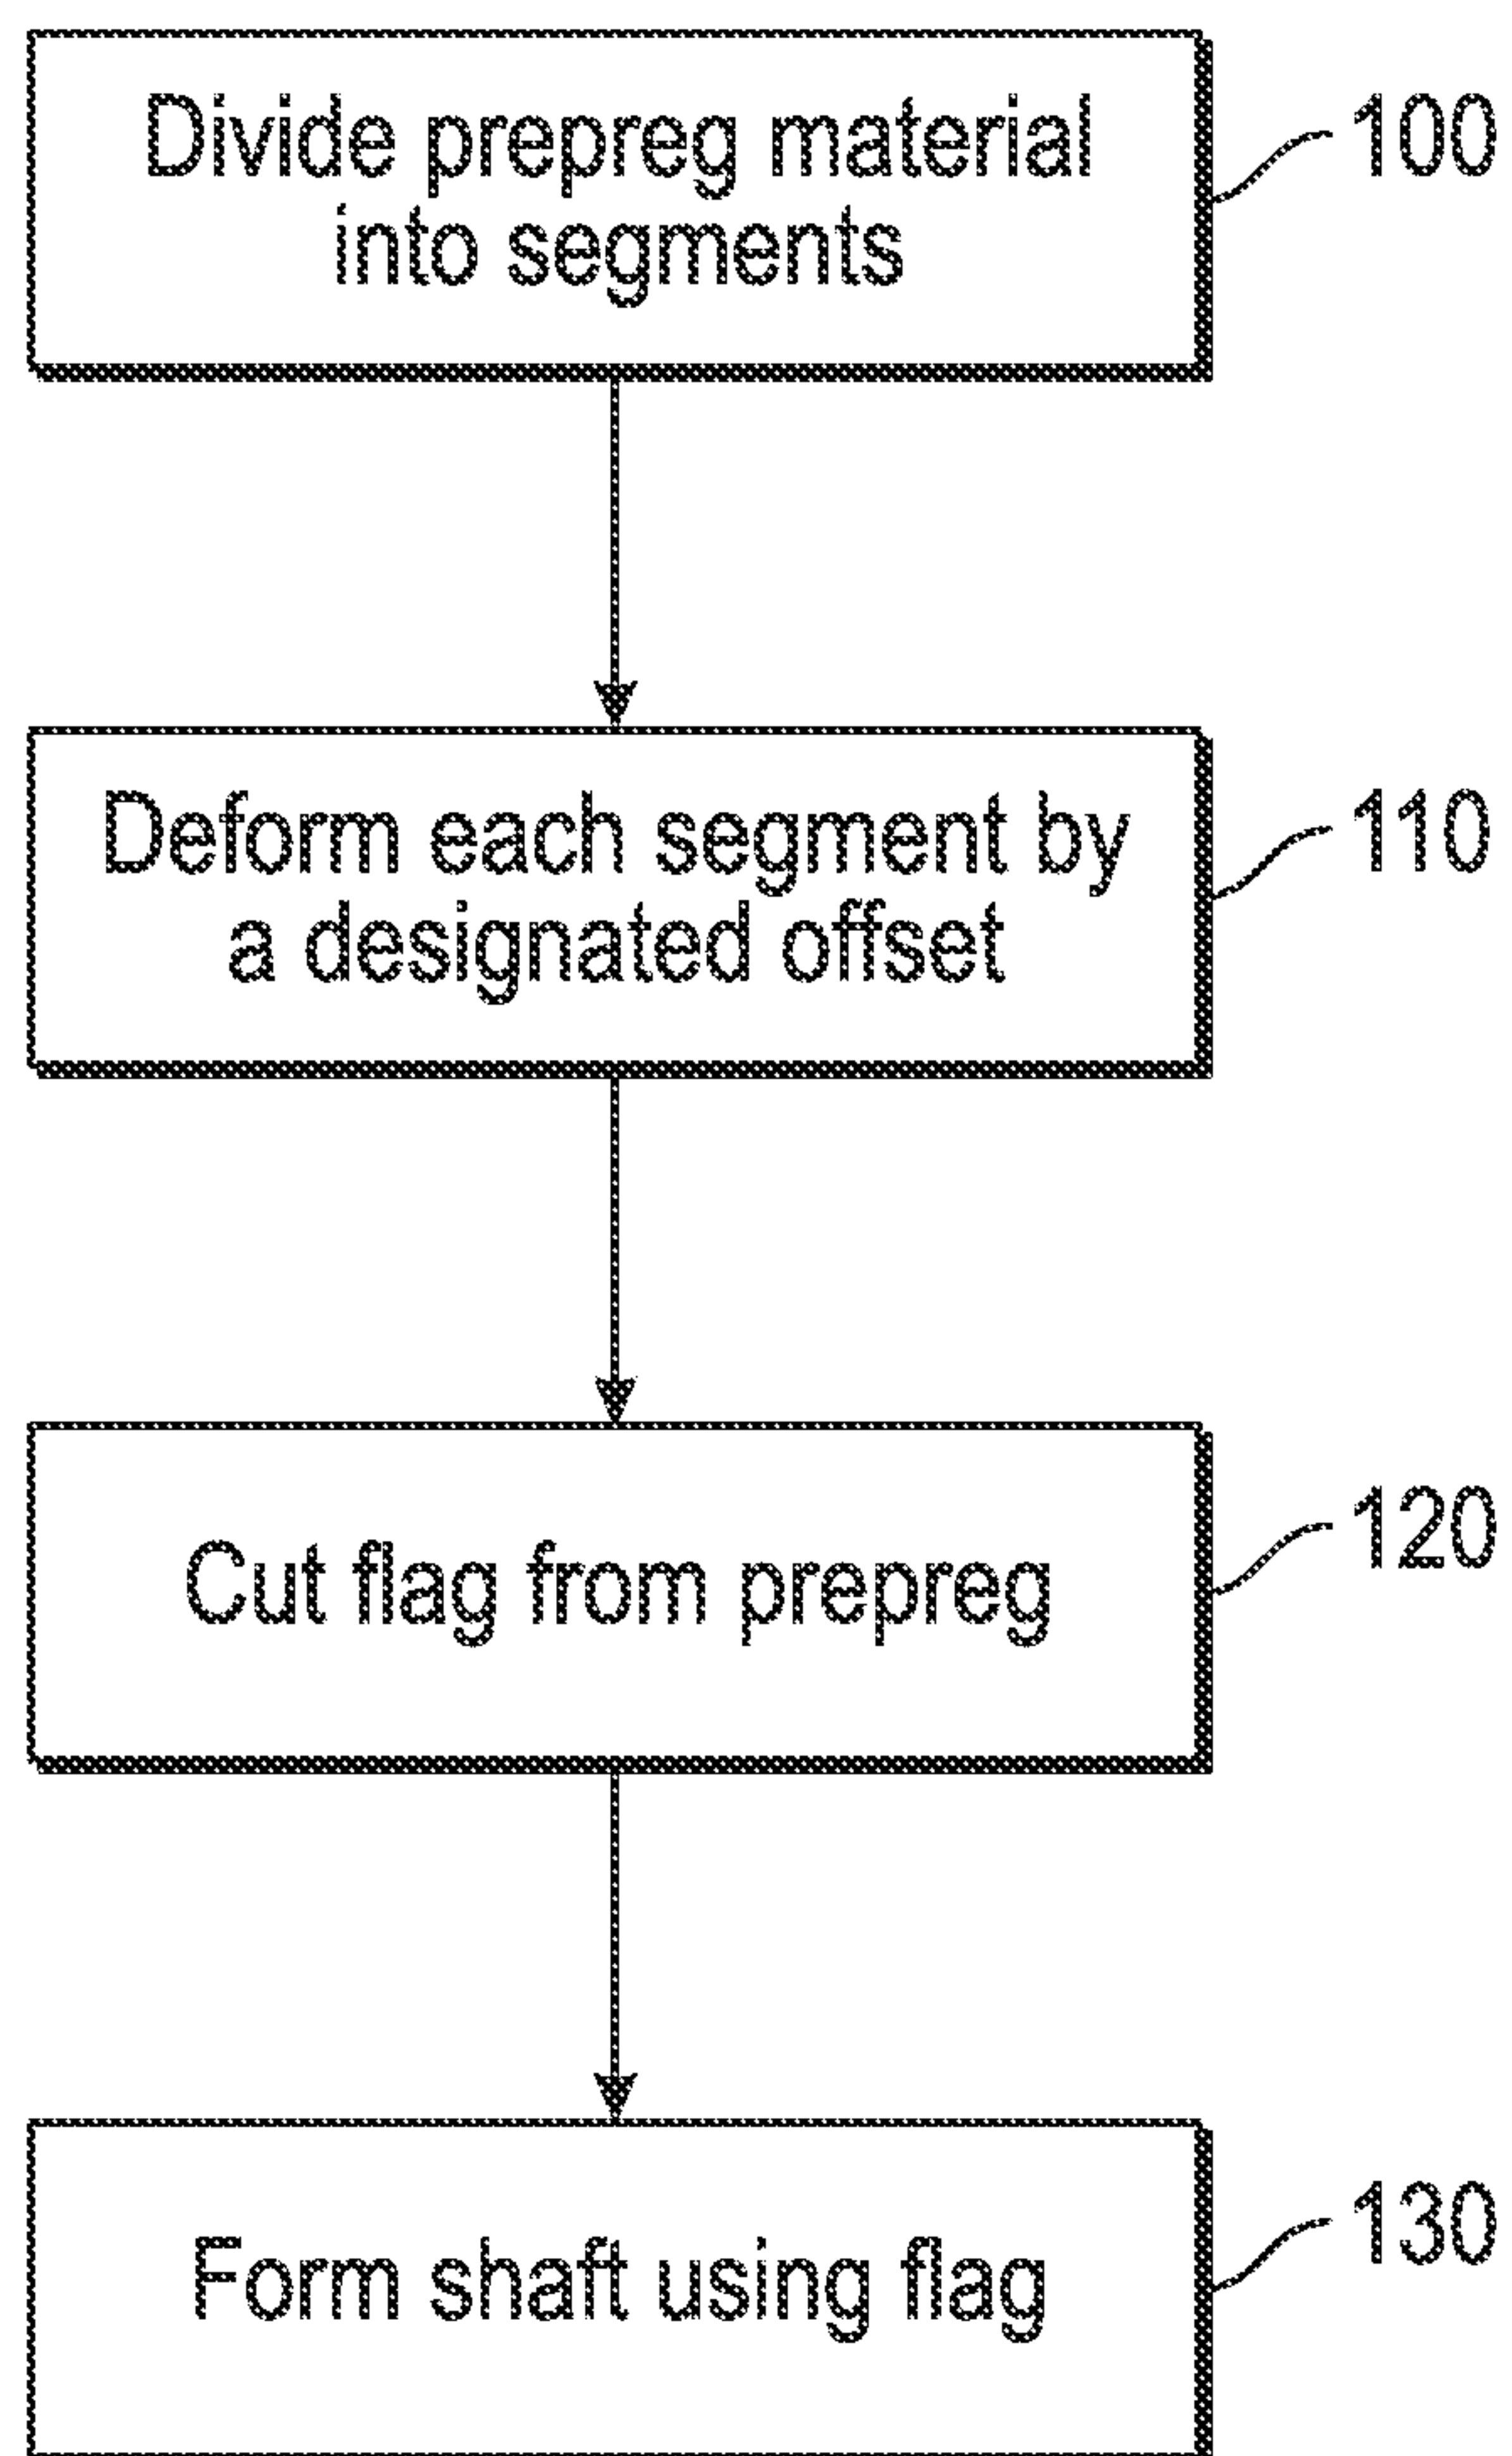 Divide prepreg material
into segments
100
Deform each segment by
a designated offset
110
Cut flag from prepreg
120
Form shaft using flag
130